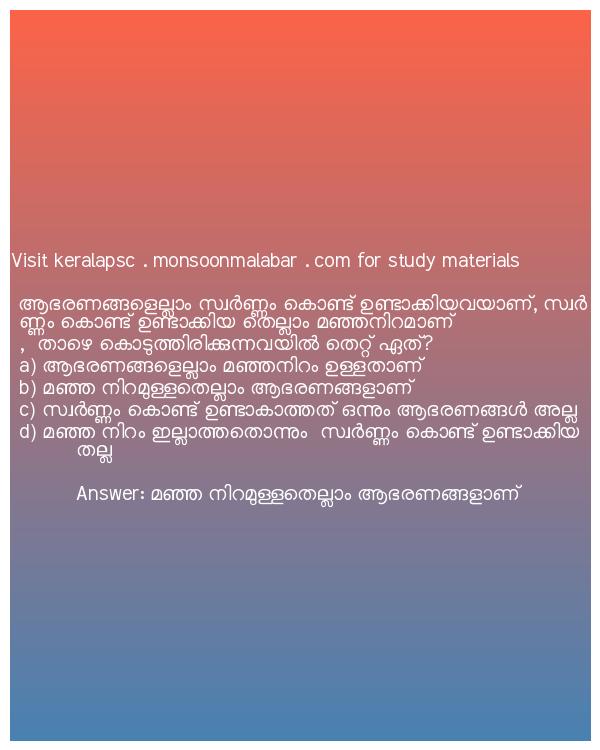 Visit keralapsc . monsoonmalabar . com for study materials
ആഭരണങ്ങളെല്ലാം സ്വർണ്ണം കൊണ്ട് ഉണ്ടാക്കിയവയാണ്, സ്വർ
ണ്ണം കൊണ്ട് ഉണ്ടാക്കിയ തെല്ലാം മഞ്ഞനിറമാണ്
, താഴെ കൊടുത്തിരിക്കുന്നവയിൽ തെറ്റ് ഏത്?
a) ആഭരണങ്ങളെല്ലാം മഞ്ഞനിറം ഉള്ളതാണ്
b) മഞ്ഞ നിറമുള്ളതെല്ലാം ആഭരണങ്ങളാണ്
c) സ്വർണ്ണം കൊണ്ട് ഉണ്ടാകാത്തത് ഒന്നും ആഭരണങ്ങൾ അല്ല
d) മഞ്ഞ നിറം ഇല്ലാത്തതൊന്നും സ്വർണ്ണം കൊണ്ട് ഉണ്ടാക്കിയ
തല്ല
Answer: മഞ്ഞ നിറമുള്ളതെല്ലാം ആഭരണങ്ങളാണ്